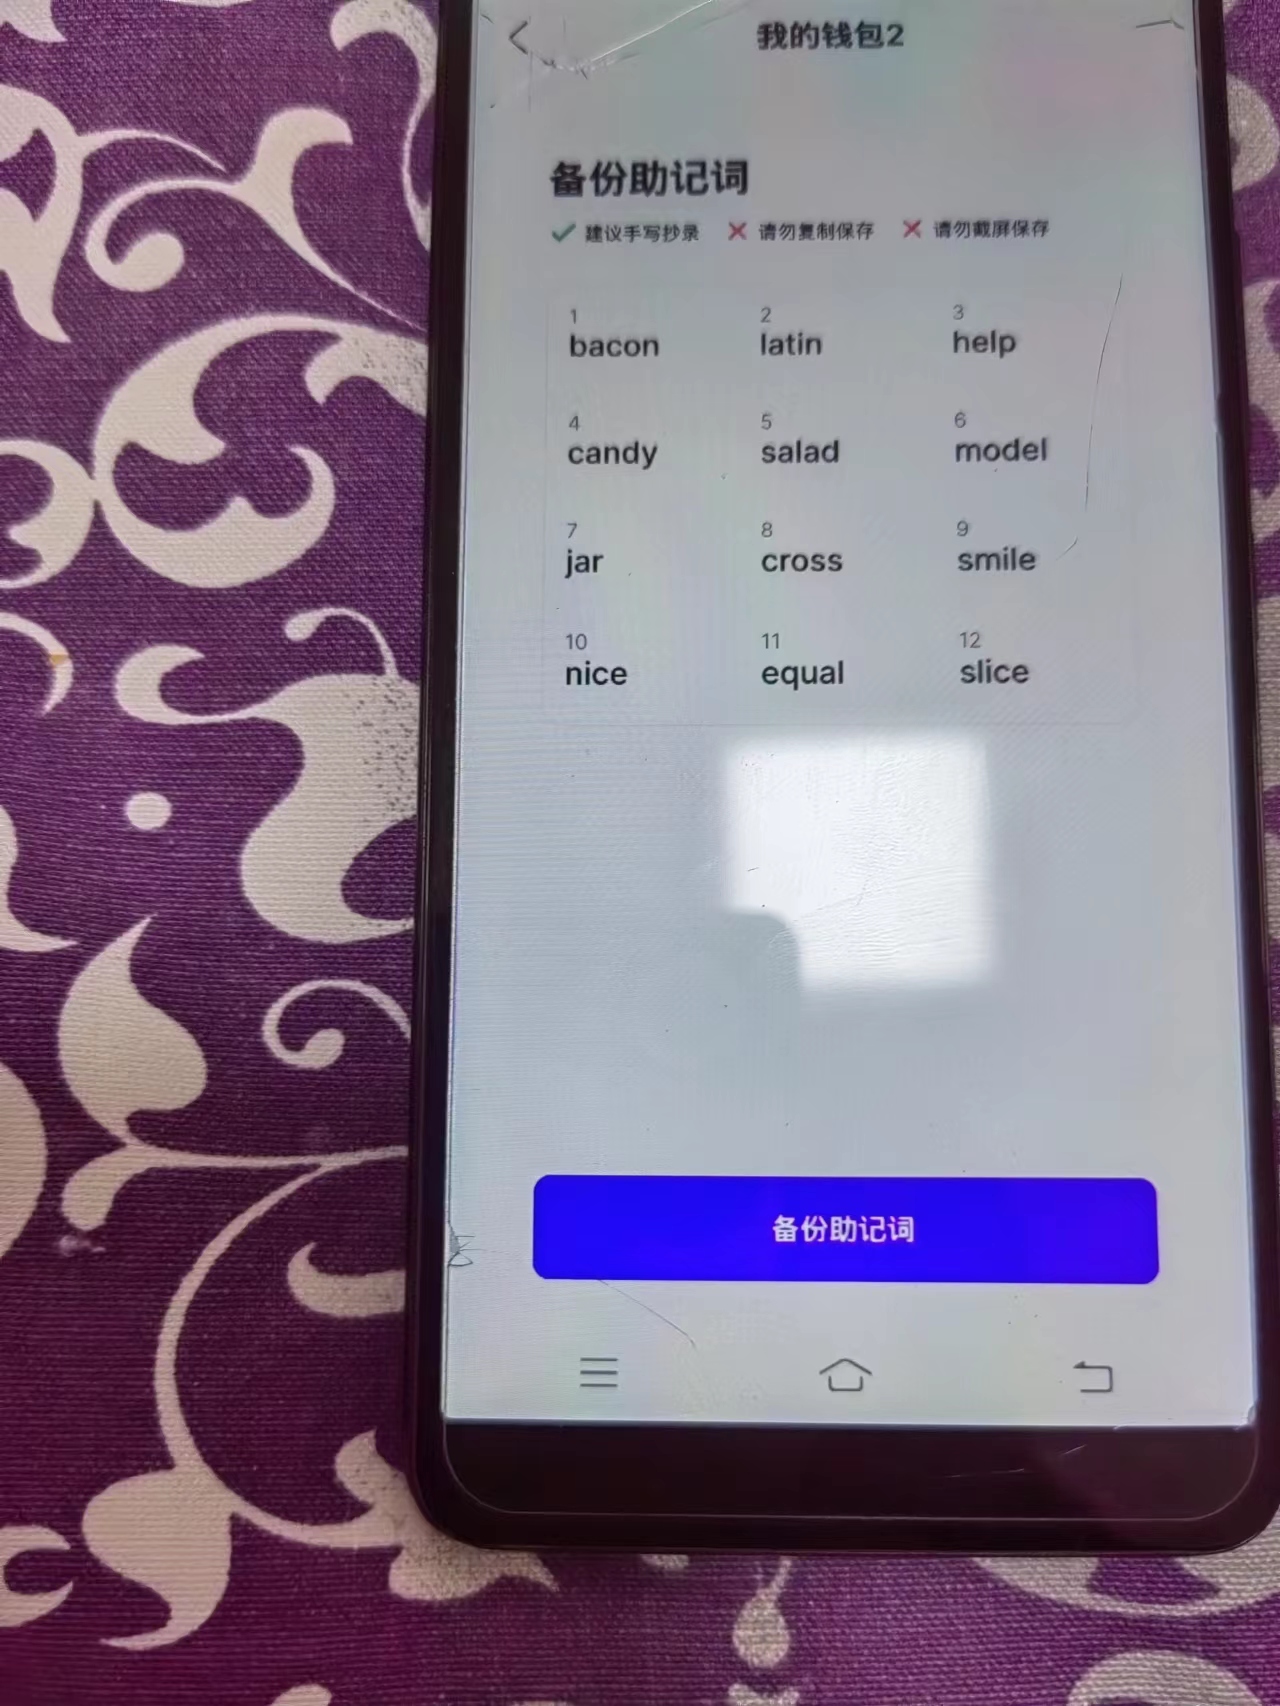 我的钱包2
备份助记词
建议手写抄录 请勿复制保存 请勿截屏保存
1 2 3
bacon latin help
4 5 6
candy salad model
7 8 9
jar cross smile
10 11 12
nice equal slice
备份助记词